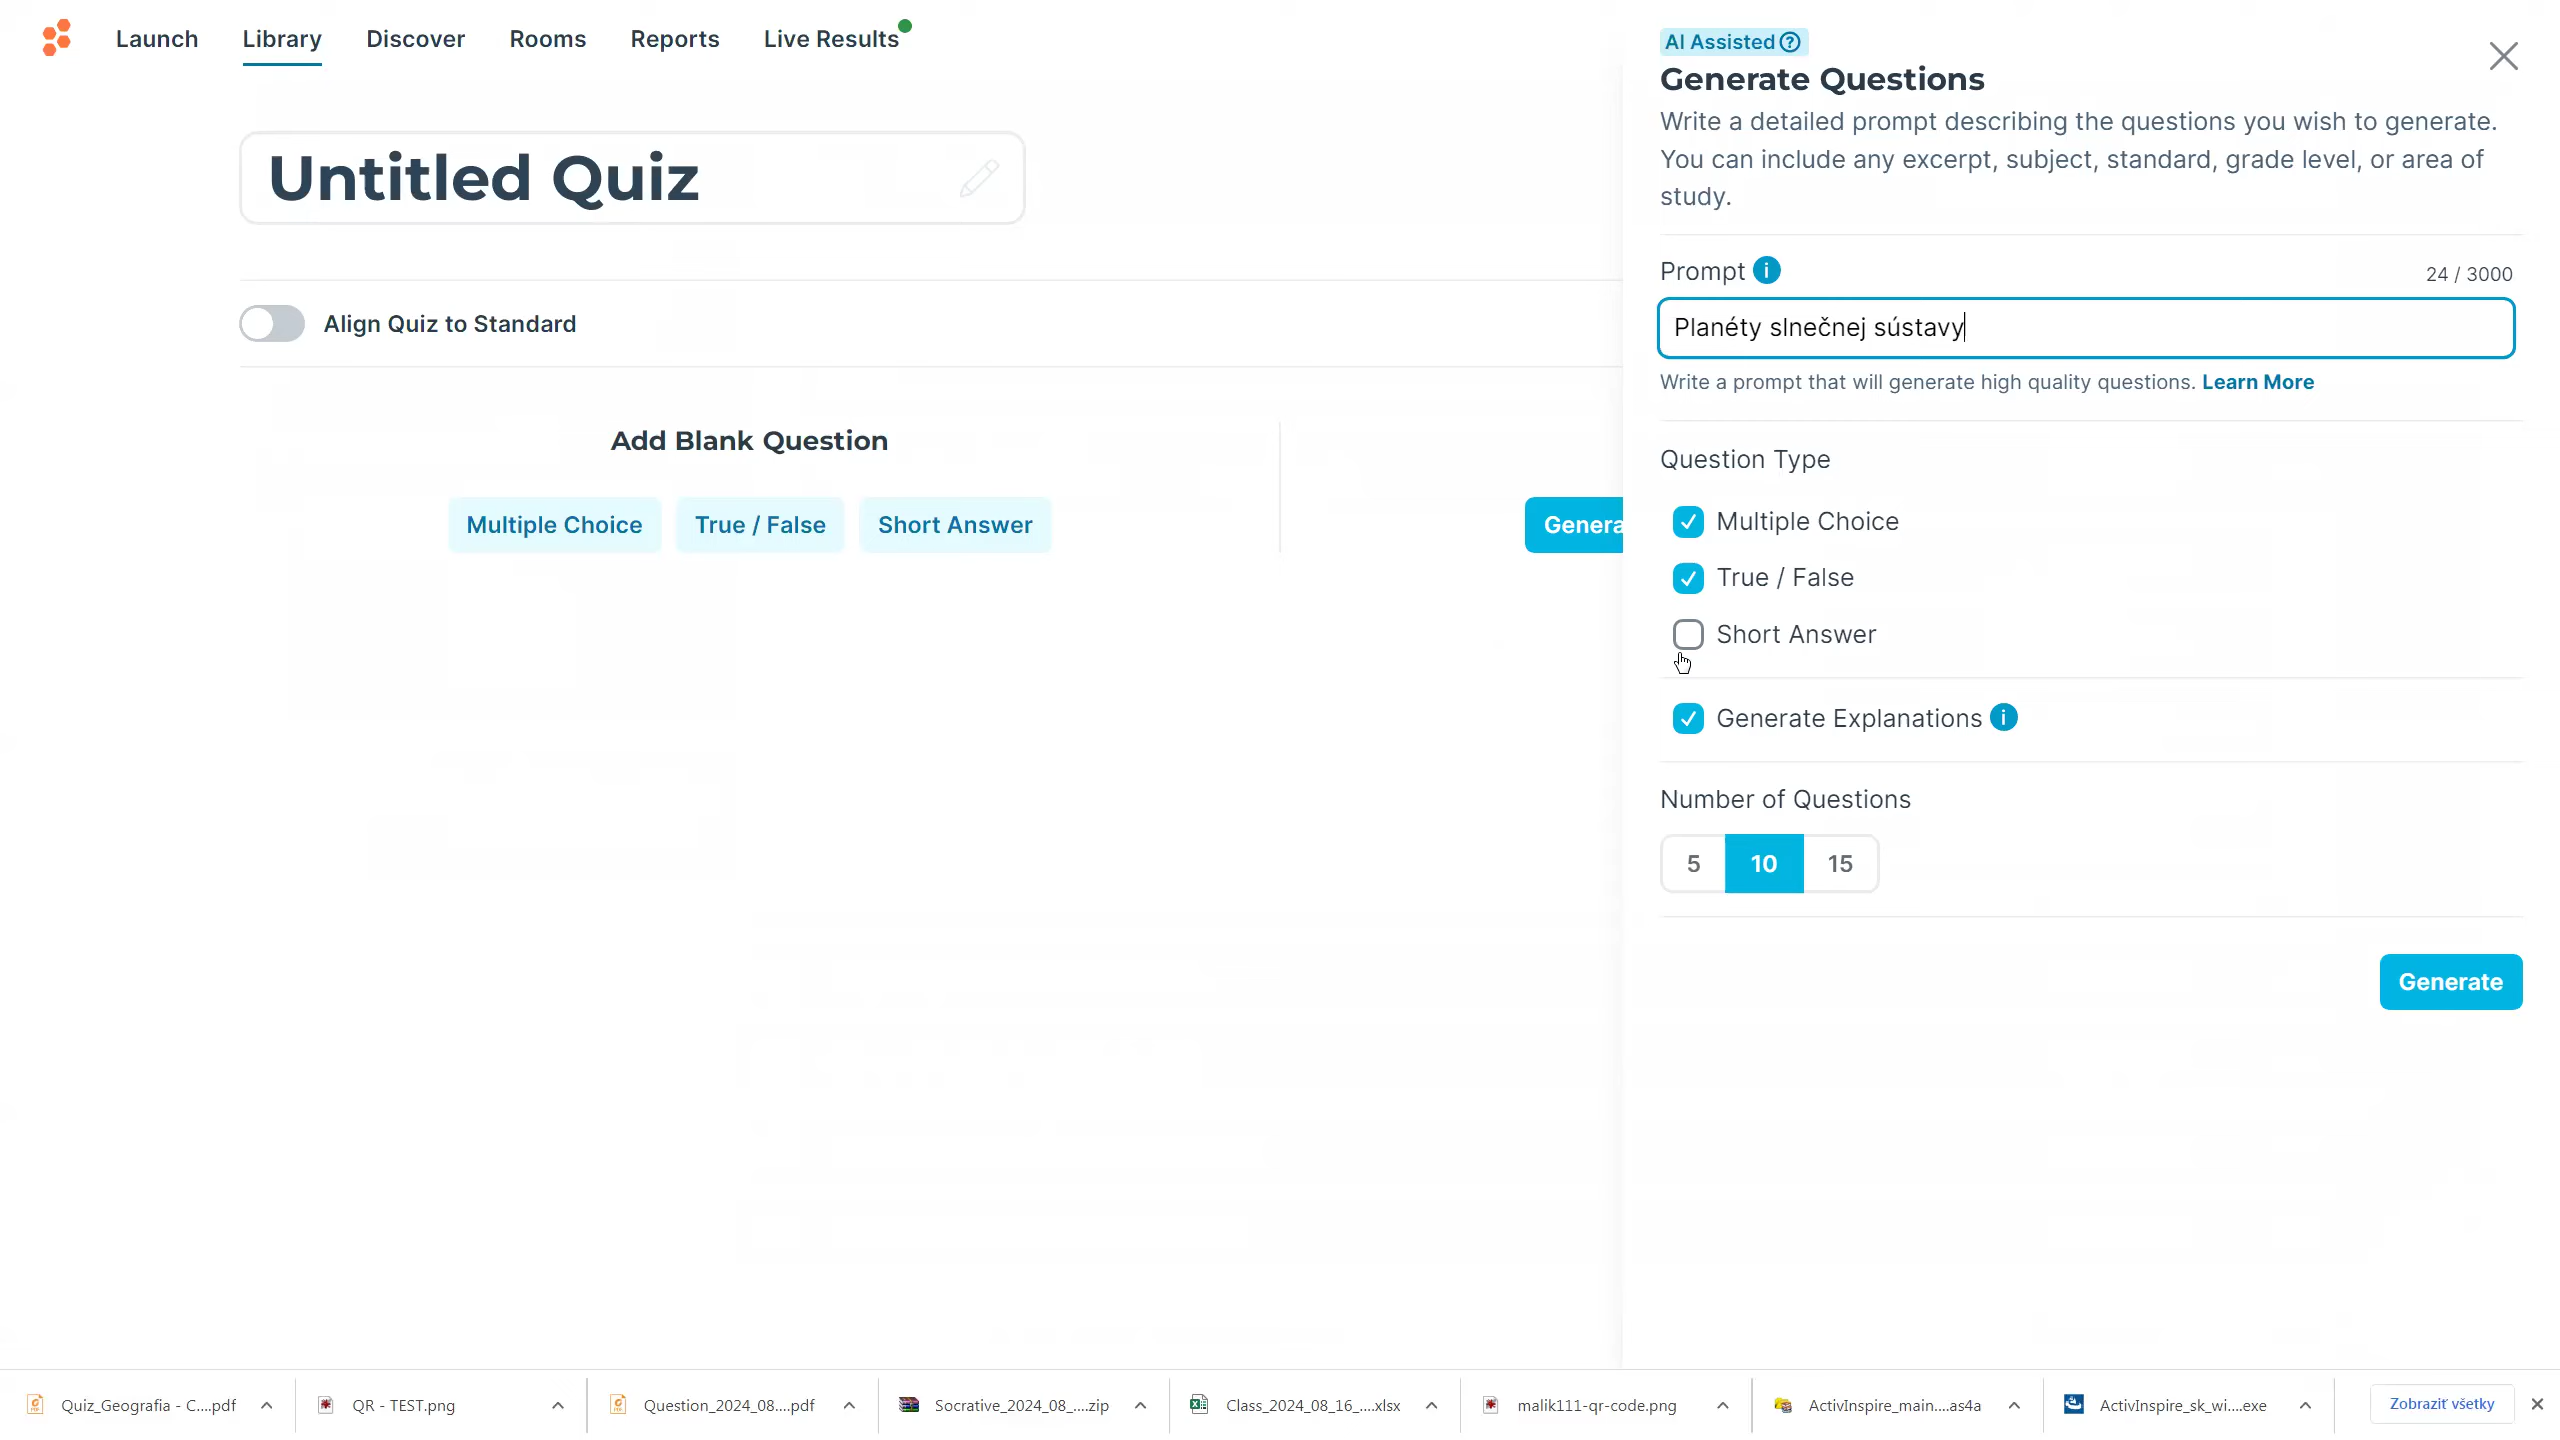 Launch
Library
Discover
Rooms
Reports
Live Results
Untitled Quiz
Align Quiz to Standard
Add Blank Question
Multiple Choice
True / False
Short Answer
Genera
AI Assisted
Generate Questions
Write a detailed prompt describing the questions you wish to generate.
You can include any excerpt, subject, standard, grade level, or area of
study.
Prompt
24 / 3000
Planéty slnečnej sústavy
Write a prompt that will generate high quality questions. Learn More
Question Type
Multiple Choice
True / False
Short Answer
Generate Explanations
Number of Questions
5
10
15
Generate
Quiz_Geografia - C....pdf
QR - TEST.png
Question_2024_08....pdf
Socrative_2024_08_....zip
Class_2024_08_16_....xlsx
malik111-qr-code.png
ActivInspire_main....as4a
ActivInspire_sk_wi....exe
Zobraziť všetky